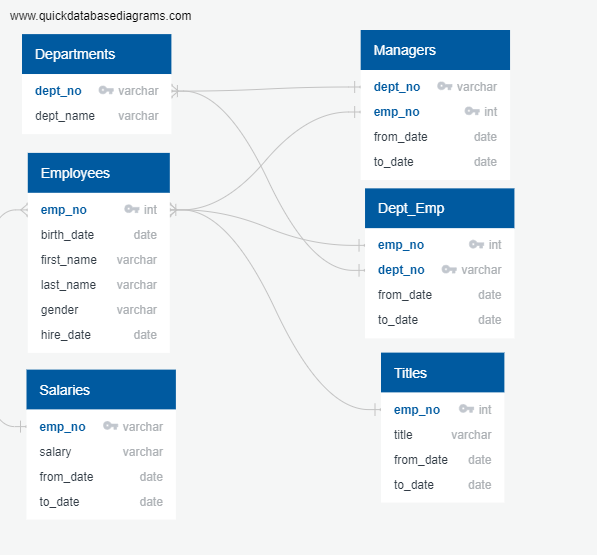 www.quickdatabasediagrams.com
Departments
dept_no varchar
dept_name varchar
Employees
emp_no int
birth_date date
first_name varchar
last_name varchar
gender varchar
hire_date date
Salaries
emp_no varchar
salary varchar
from_date date
to_date date
Managers
dept_no varchar
emp_no int
from_date date
to_date date
Dept_Emp
emp_no int
dept_no varchar
from_date date
to_date date
Titles
emp_no int
title varchar
from_date date
to_date date